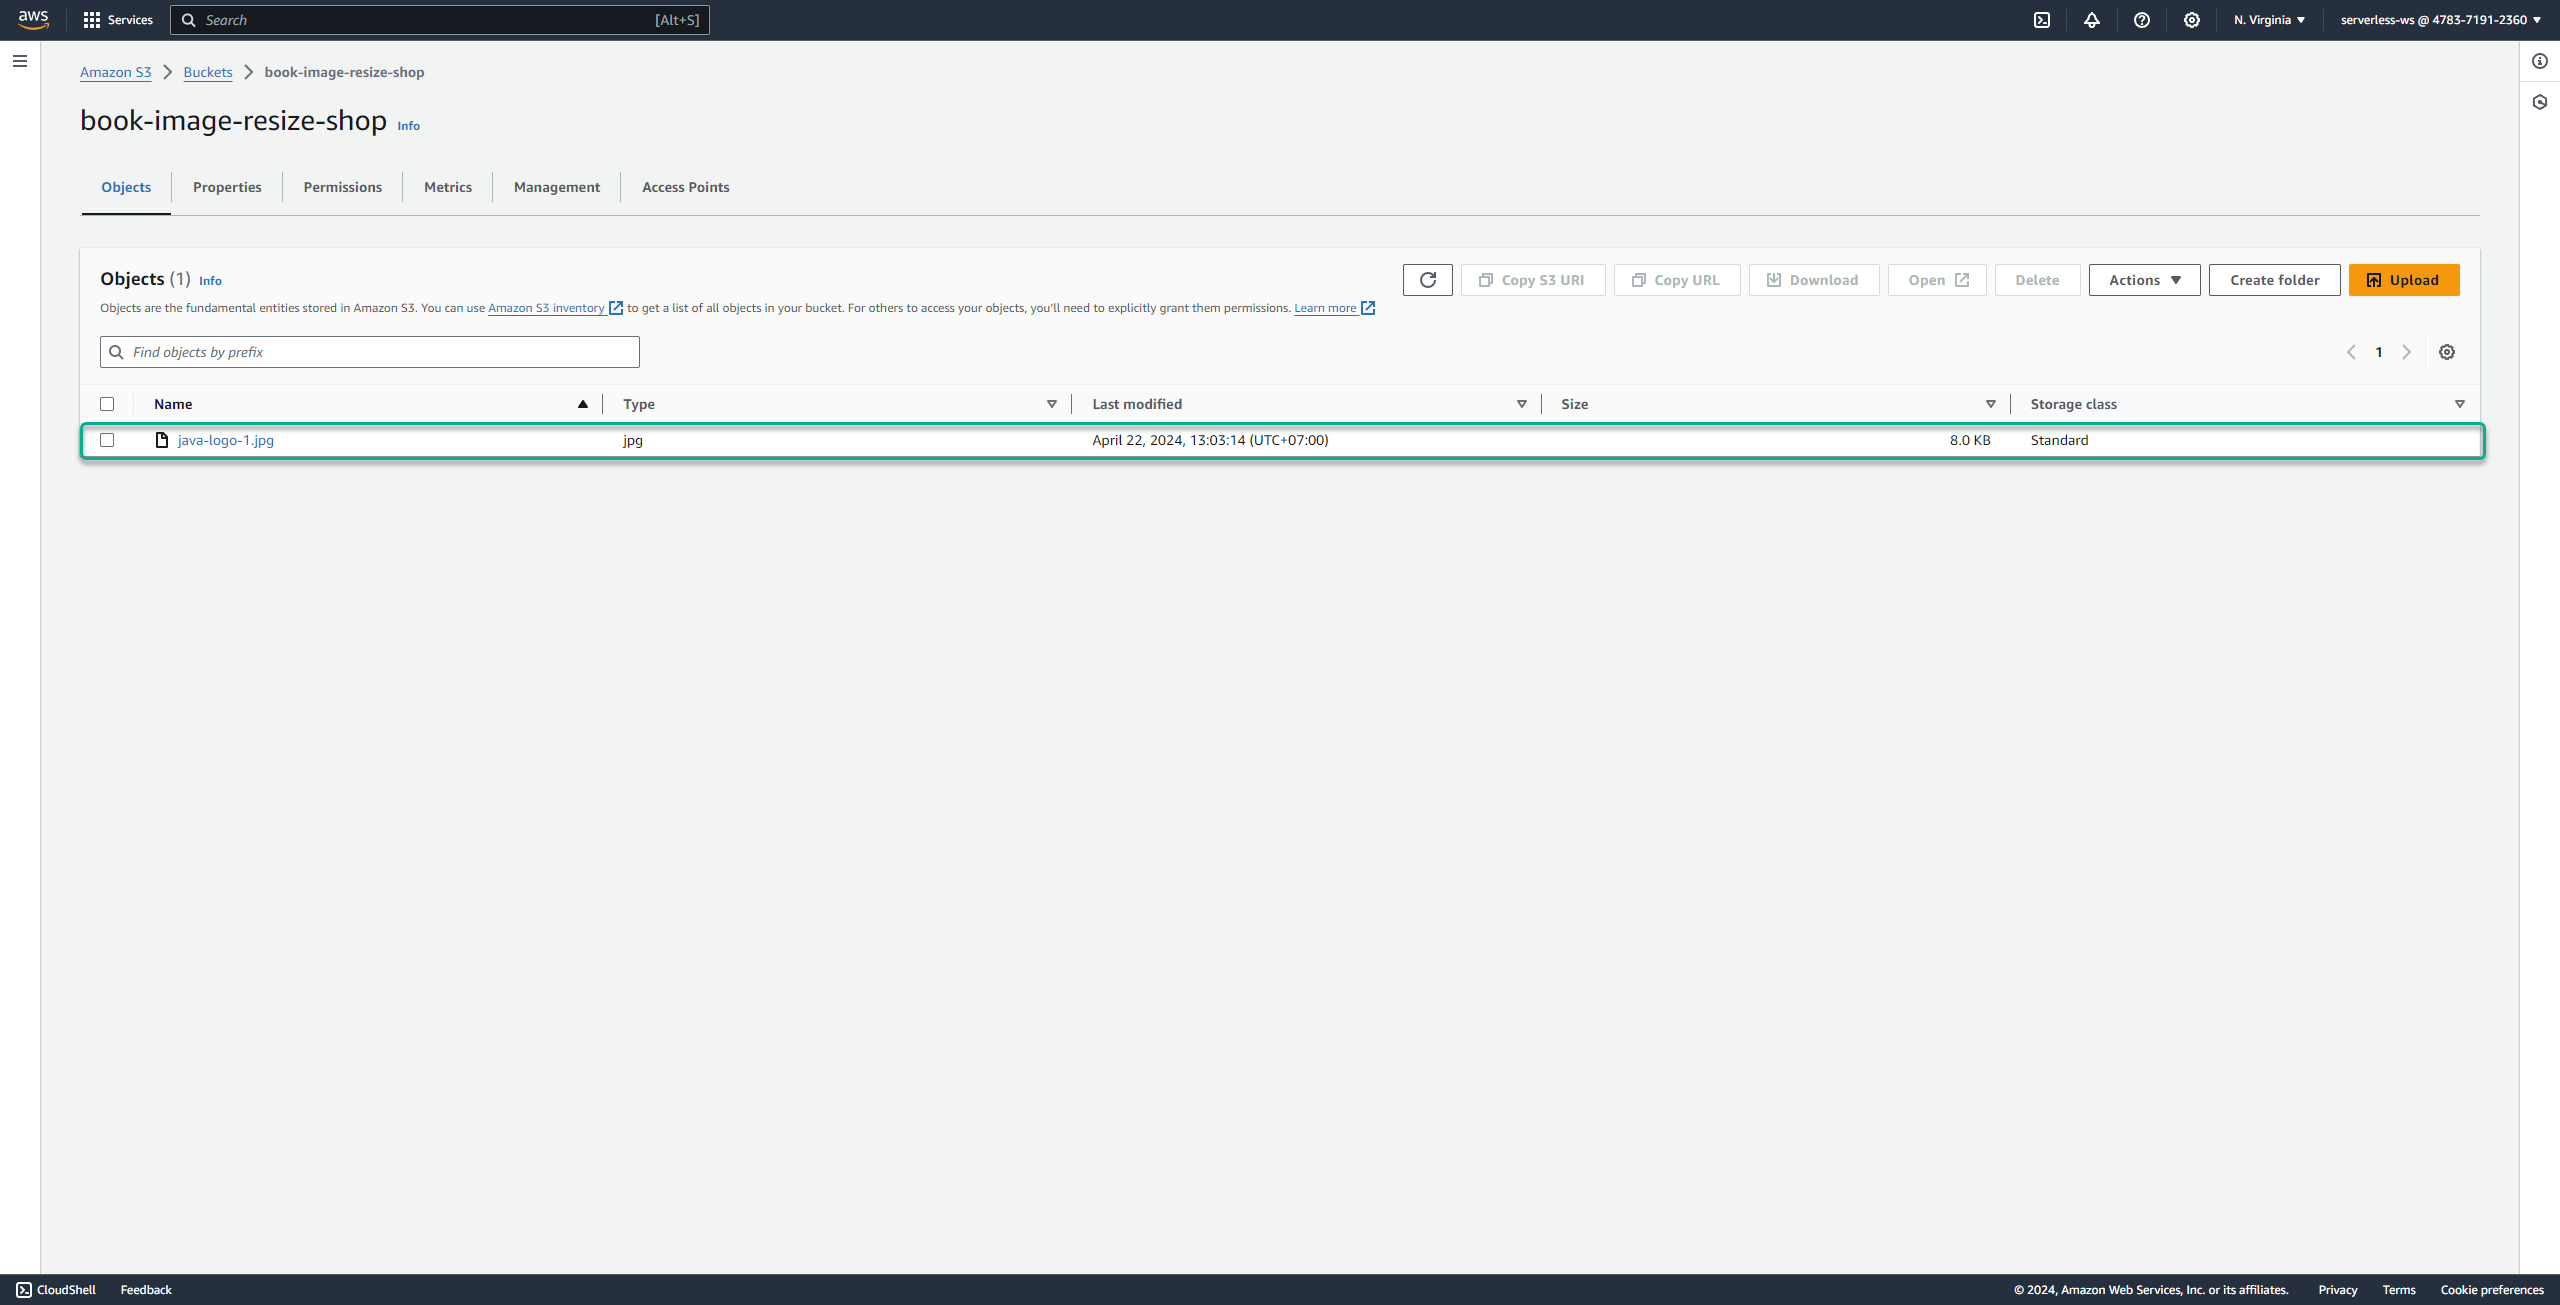 aws Services Search [Alt+S] N. Virginia serverless-ws @ 4783-7191-2360
Amazon S3 Buckets book-image-resize-shop
book-image-resize-shop Info
Objects Properties Permissions Metrics Management Access Points
Objects (1) Info Copy S3 URI Copy URL Download Open Delete Actions Create folder Upload
Objects are the fundamental entities stored in Amazon S3. You can use Amazon S3 inventory to get a list of all objects in your bucket. For others to access your objects, you'll need to explicitly grant them permissions. Learn more
Find objects by prefix 1
Name Type Last modified Size Storage class
java-logo-1.jpg jpg April 22, 2024, 13:03:14 (UTC+07:00) 8.0 KB Standard
CloudShell Feedback © 2024, Amazon Web Services, Inc. or its affiliates. Privacy Terms Cookie preferences